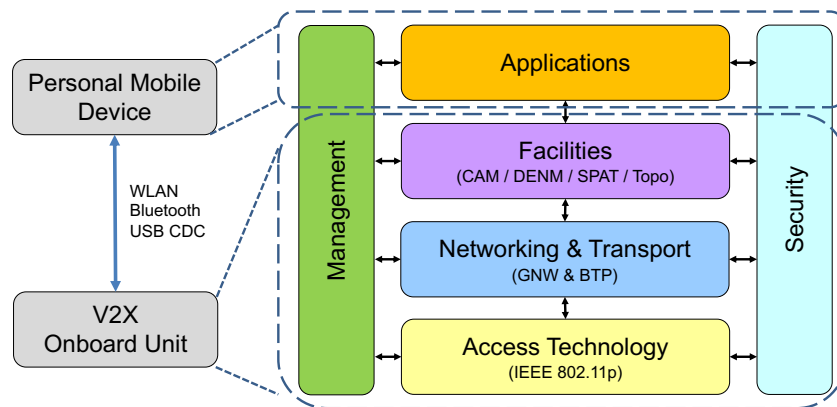 Personal Mobile
Device
WLAN
Bluetooth
USB CDC
V2X
Onboard Unit
Management
Applications
Facilities
(CAM / DENM / SPAT / Topo)
Networking & Transport
(GNW & BTP)
Access Technology
(IEEE 802.11p)
Security